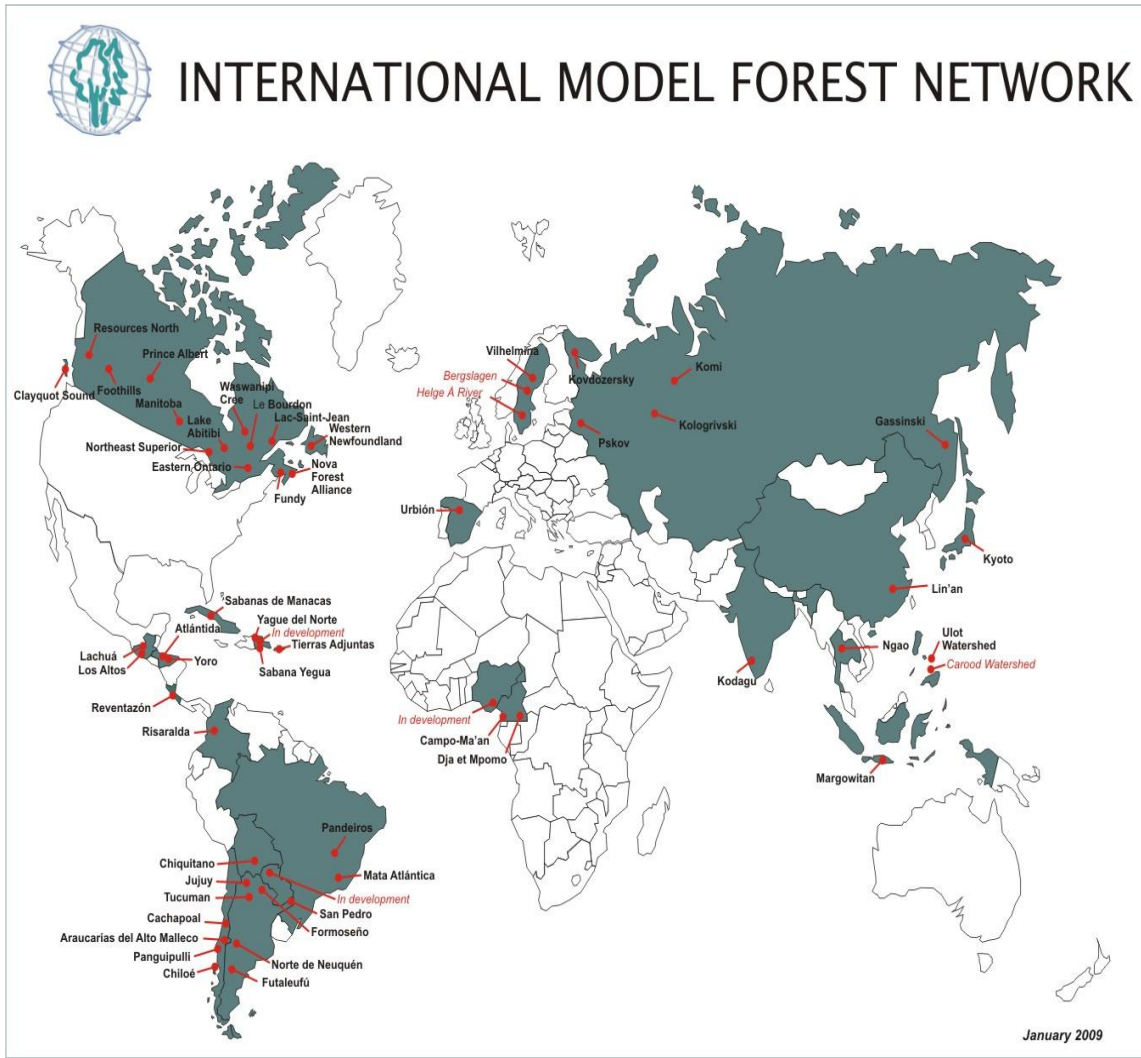 INTERNATIONAL MODEL FOREST NETWORK
Resources North
Prince Albert
Clayquot Sound
Foothills
Manitoba
Waswanipi
Cree
Le Bourdon
Lake
Abitibi
Lac-Saint-Jean
Western
Newfoundland
Northeast Superior
Eastern Ontario
Fundy
Nova
Forest
Alliance
Vilhelmina
Bergslagen
Helge Å River
Kovdozersky
Komi
Kologrivski
Pskov
Gassinski
Urbión
Kyoto
Lin'an
Sabanas de Manacas
Yague del Norte
In development
Atlántida
Tierras Adjuntas
Lachuá
Los Altos
Yoro
Sabana Yegua
Reventazón
Risaralda
Ngao
Ulot
Watershed
Carood Watershed
Kodagu
In development
Campo-Ma'an
Dja et Mpomo
Margowitan
Pandeiros
Chiquitano
Mata Atlántica
Jujuy
Tucuman
In development
San Pedro
Formoseño
Cachapoal
Araucarias del Alto Malleco
Panguipulli
Chiloé
Norte de Neuquén
Futaleufú
January 2009